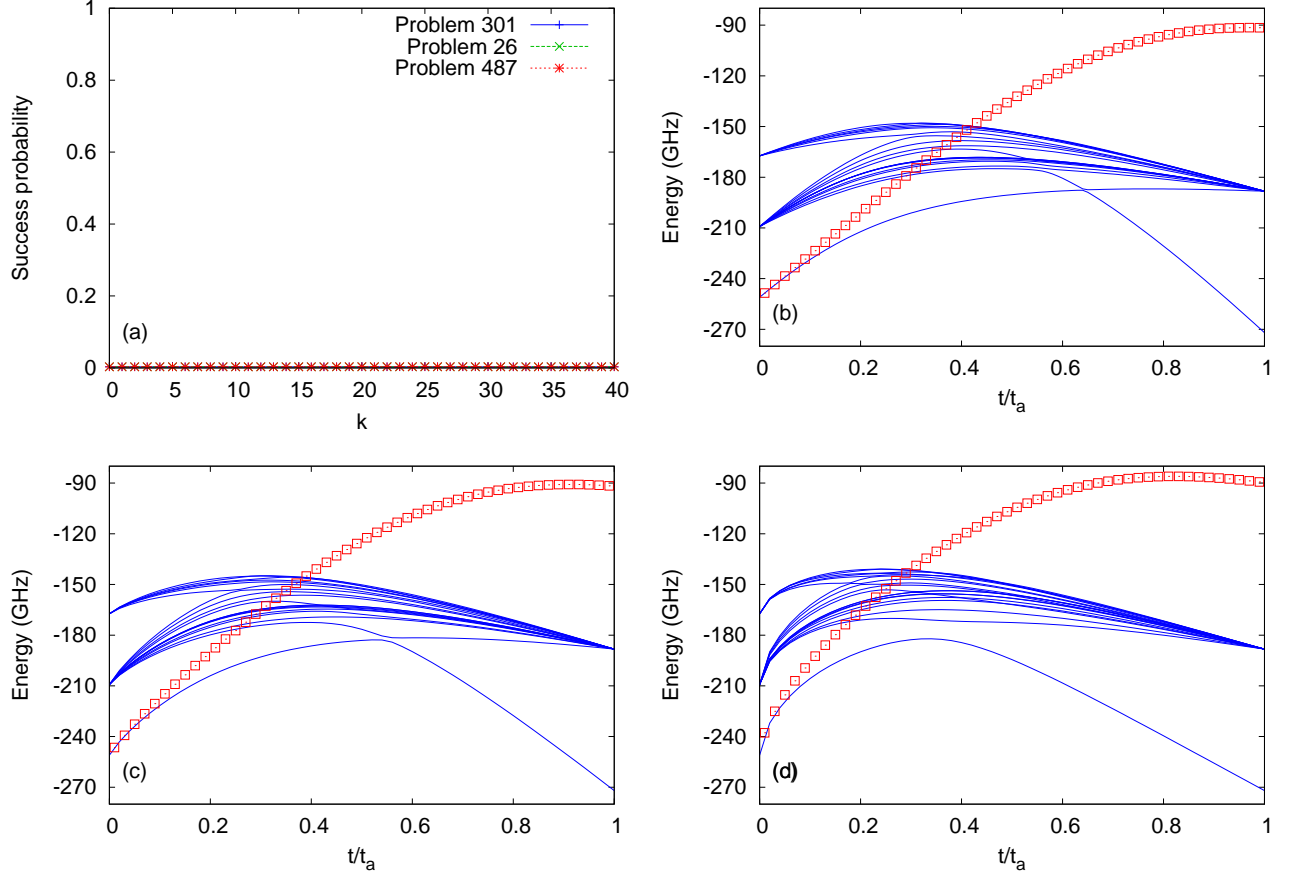 1
0.8
0.6
0.4
0.2
0
0 5 10 15 20 25 30 35 40
Success probability
k
(a)
Problem 301
Problem 26
Problem 487
-90
-120
-150
-180
-210
-240
-270
0 0.2 0.4 0.6 0.8 1
Energy (GHz)
t/ta
(b)
-90
-120
-150
-180
-210
-240
-270
0 0.2 0.4 0.6 0.8 1
Energy (GHz)
t/ta
(c)
-90
-120
-150
-180
-210
-240
-270
0 0.2 0.4 0.6 0.8 1
Energy (GHz)
t/ta
(d)